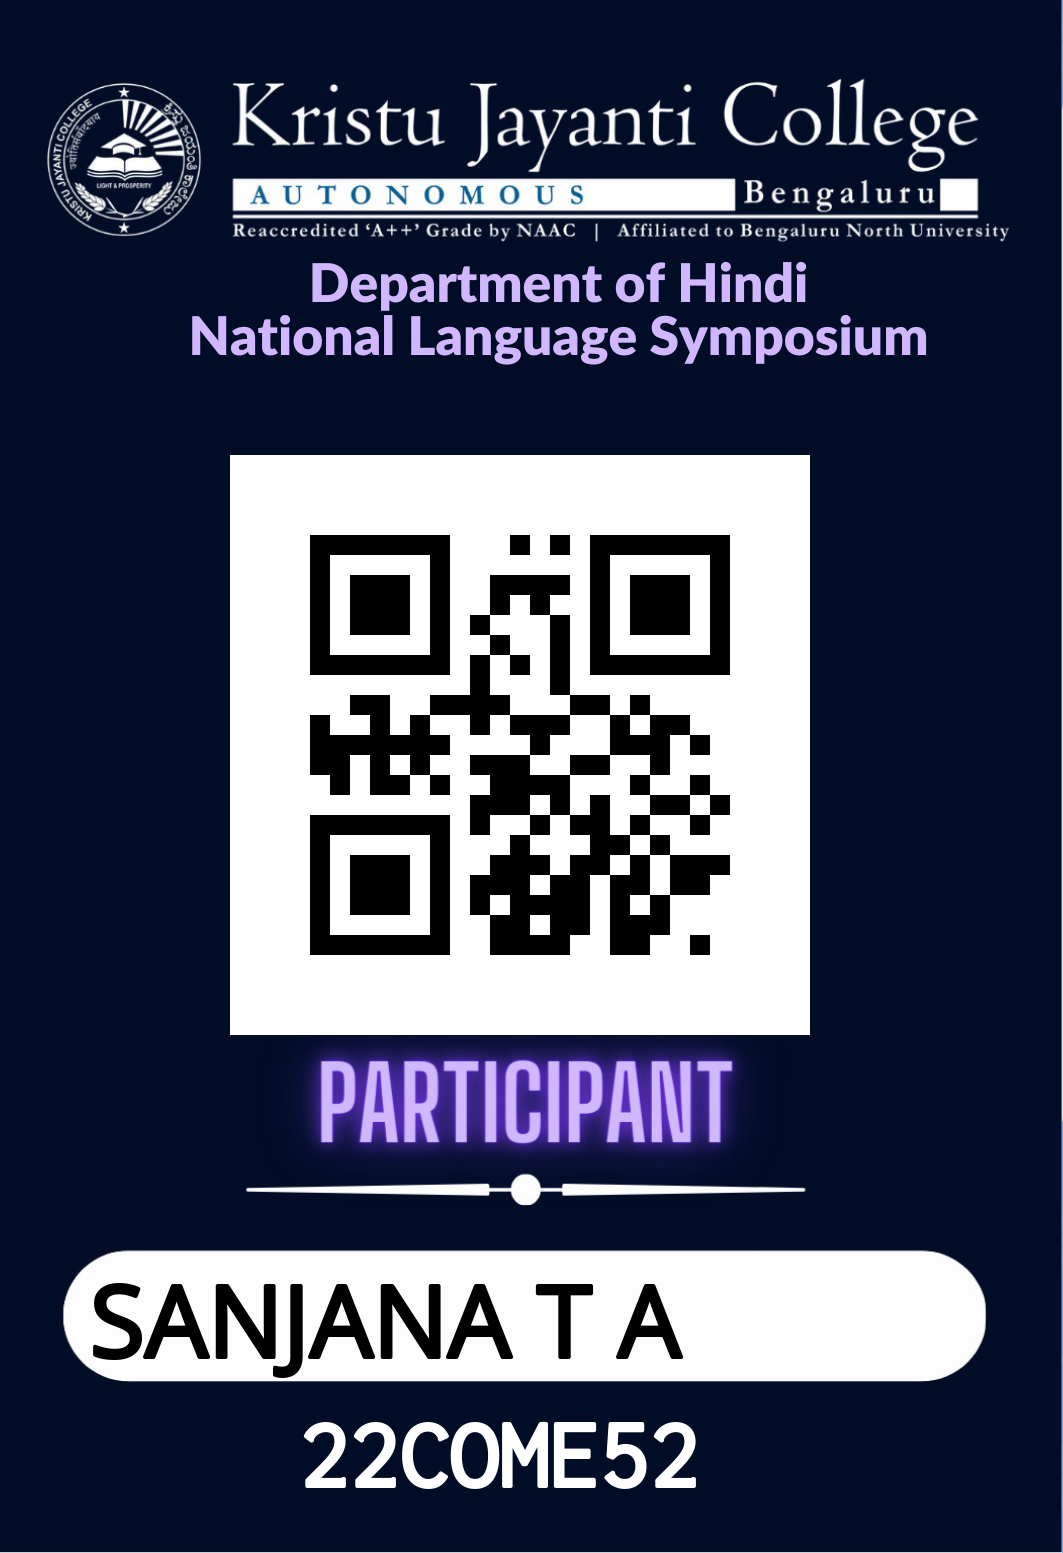 KRISTU JAYANTI COLLEGE
ಕ್ರಿಸ್ತು ಜಯಂತಿ ಕಾಲೇಜು
LIGHT & PROSPERITY
Kristu Jayanti College
AUTONOMOUS Bengaluru
Reaccredited ‘A++’ Grade by NAAC | Affiliated to Bengaluru North University
Department of Hindi
National Language Symposium
PARTICIPANT
SANJANA T A
22COME52